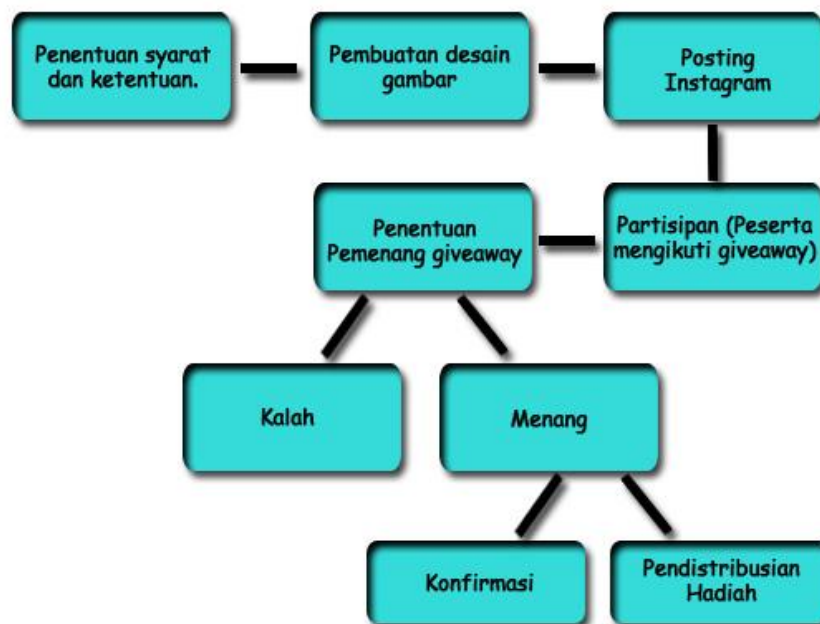 Penentuan syarat
dan ketentuan.
Pembuatan desain
gambar
Posting
Instagram
Partisipan (Peserta
mengikuti giveaway)
Penentuan
Pemenang giveaway
Kalah
Menang
Konfirmasi
Pendistribusian
Hadiah